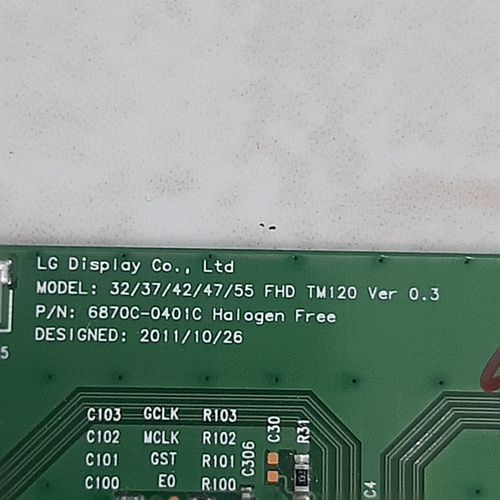 LG Display Co., Ltd
MODEL: 32/37/42/47/55 FHD TM120 Ver 0.3
P/N: 6870C-0401C Halogen Free
DESIGNED: 2011/10/26
5
C103 GCLK R103
C102 MCLK R102
C101 GST R101
C100 EO R100
C306
C30
R31
C4